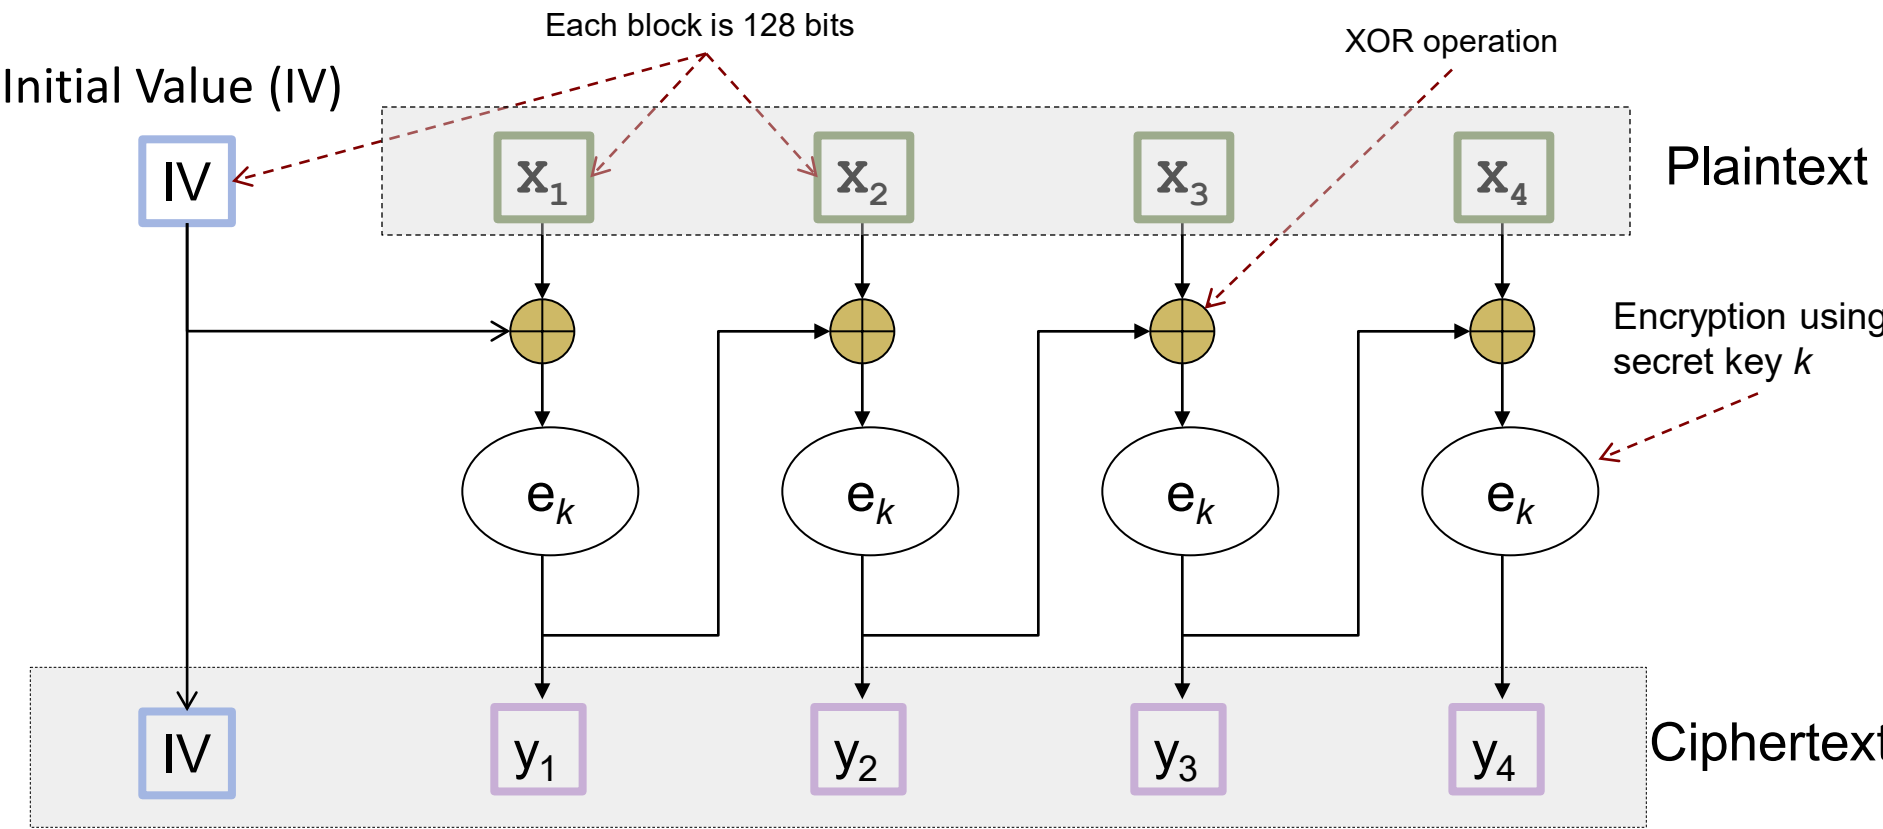 Each block is 128 bits
XOR operation
Initial Value (IV)
IV
x₁
x₂
x₃
x₄
Plaintext
Encryption using
secret key k
eₖ
eₖ
eₖ
eₖ
IV
y₁
y₂
y₃
y₄
Ciphertext